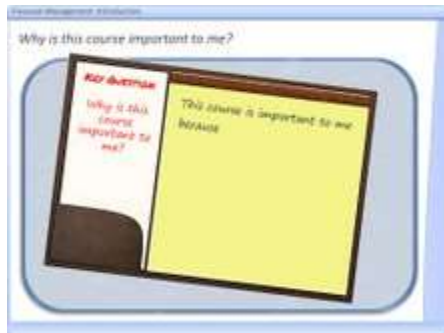 Personal Management: Introduction
Why is this course important to me?
Key Question
Why is this
course
important to
me?
This course is important to me
because